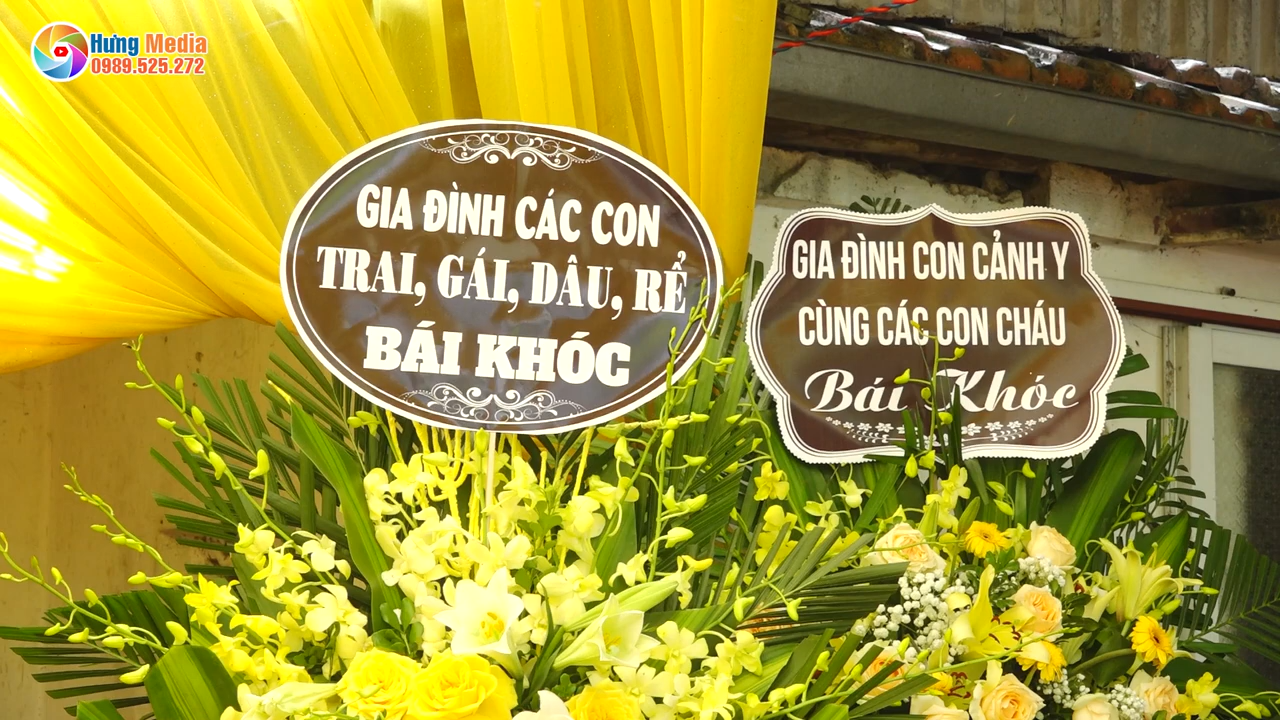 Hưng Media
0989.525.272
GIA ĐÌNH CÁC CON
TRAI, GÁI, DÂU, RỂ
BÁI KHÓC
GIA ĐÌNH CON CẢNH Y
CÙNG CÁC CON CHÁU
Bái Khóc